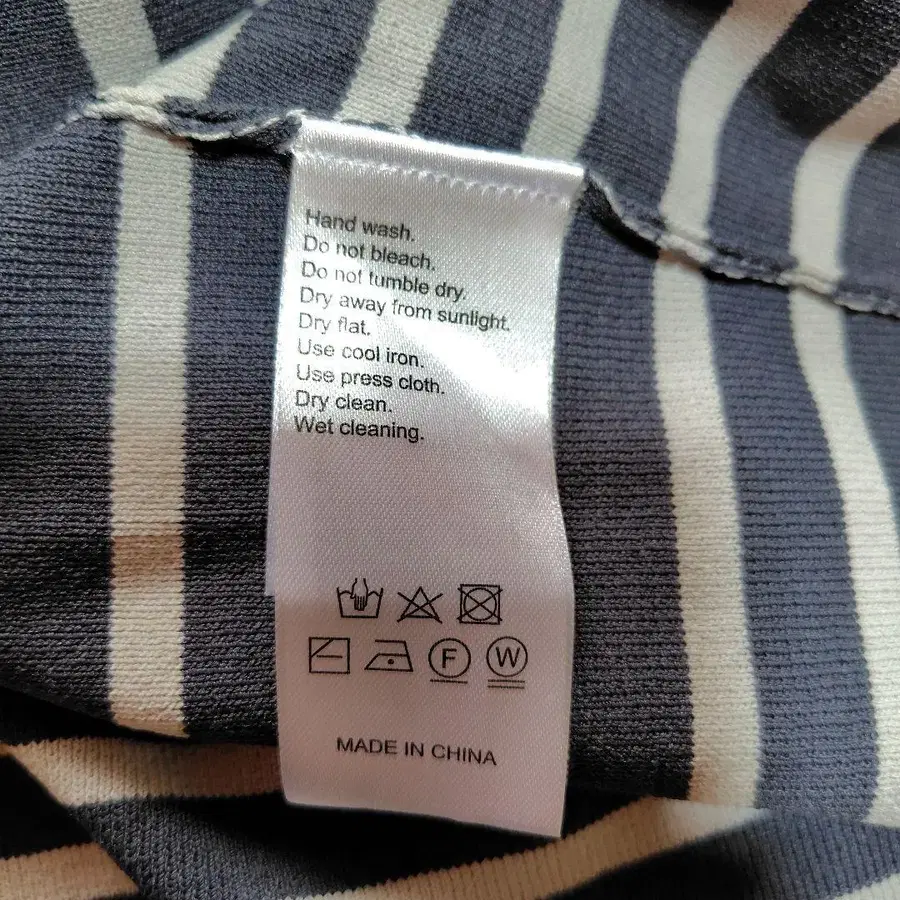 Hand wash.
Do not bleach.
Do not tumble dry.
Dry away from sunlight.
Dry flat.
Use cool iron.
Use press cloth.
Dry clean.
Wet cleaning.
F W
MADE IN CHINA